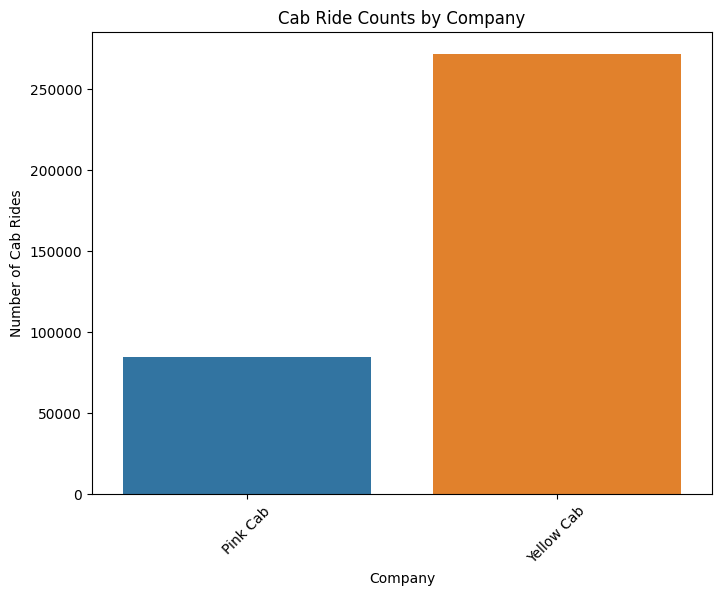 Cab Ride Counts by Company
Number of Cab Rides
250000
200000
150000
100000
50000
0
Pink Cab
Yellow Cab
Company